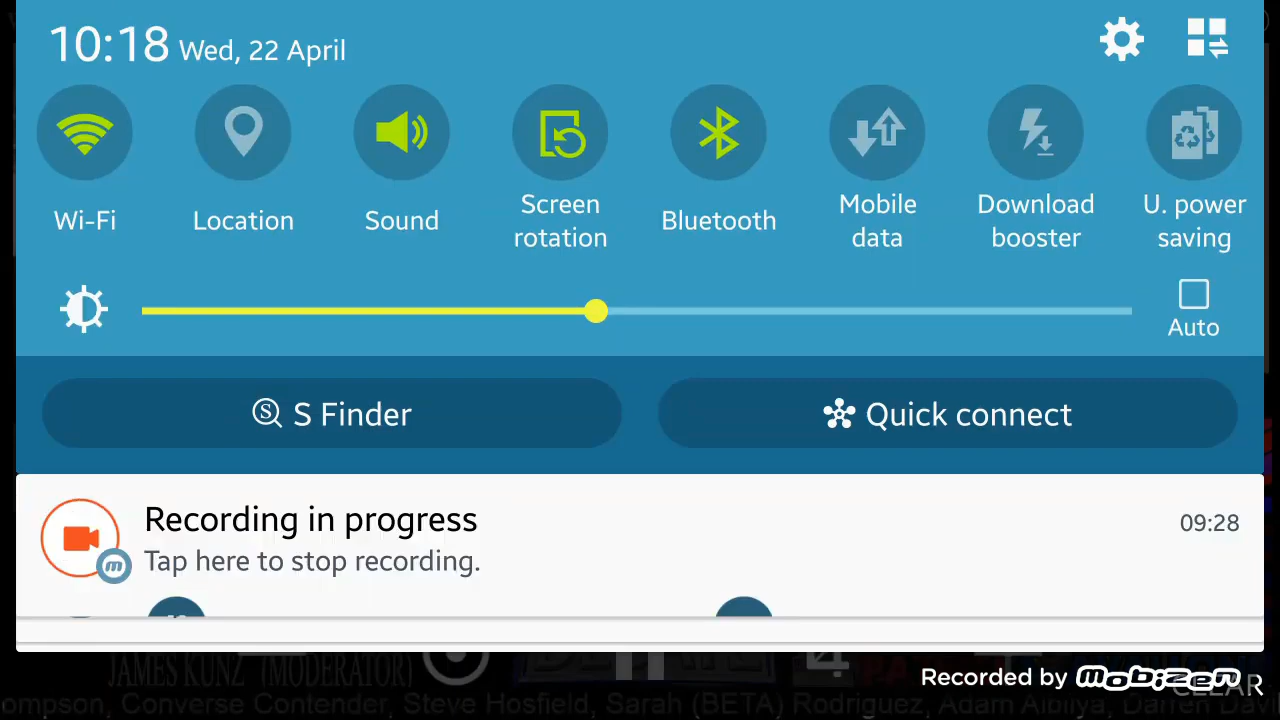 10:18 Wed, 22 April
Wi-Fi
Location
Sound
Screen rotation
Bluetooth
Mobile data
Download booster
U. power saving
Auto
S Finder
Quick connect
Recording in progress
09:28
Tap here to stop recording.
JAMES KUNZ (MODERATOR)
Recorded by mobizen
CLEAR
ompson, Converse Contender, Steve Hosfield, Sarah (BETA) Rodriguez, Adam Albilya, Darren Davi